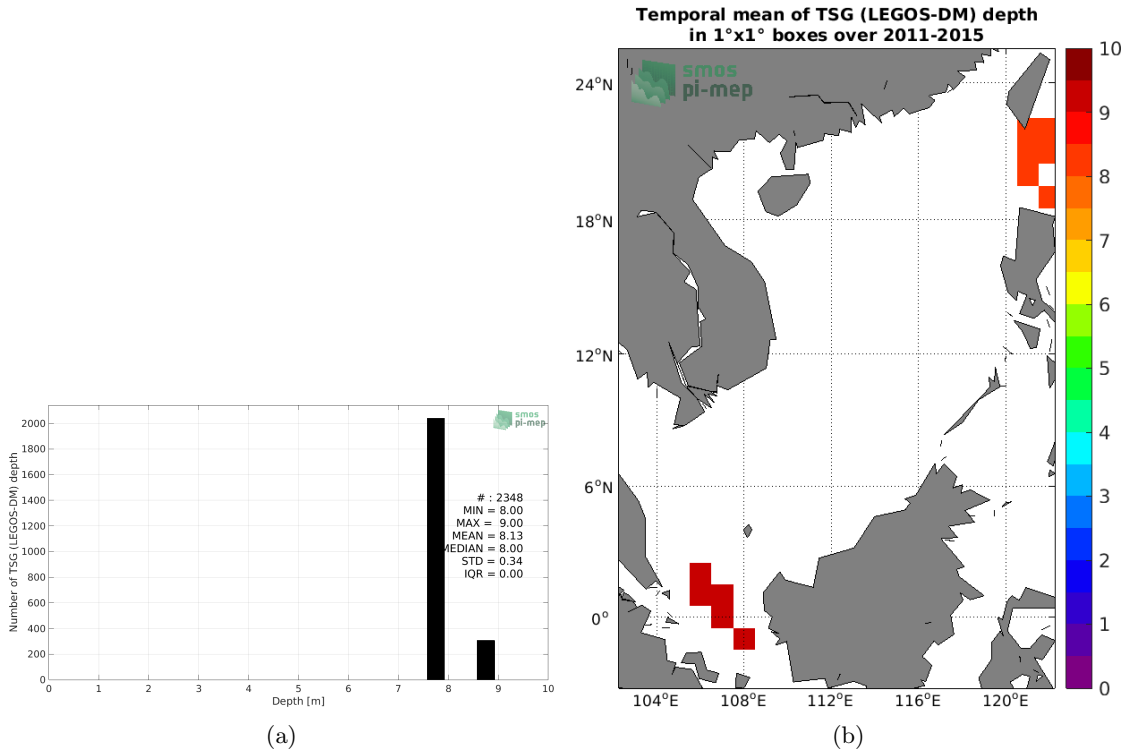 Temporal mean of TSG (LEGOS-DM) depth
in 1°x1° boxes over 2011-2015
smos
pi-mep
24°N
18°N
12°N
6°N
0°
104°E
108°E
112°E
116°E
120°E
10
9
8
7
6
5
4
3
2
1
0
(b)
Number of TSG (LEGOS-DM) depth
2000
1800
1600
1400
1200
1000
800
600
400
200
0
smos
pi-mep
# : 2348
MIN = 8.00
MAX = 9.00
MEAN = 8.13
MEDIAN = 8.00
STD = 0.34
IQR = 0.00
0 1 2 3 4 5 6 7 8 9 10
Depth [m]
(a)